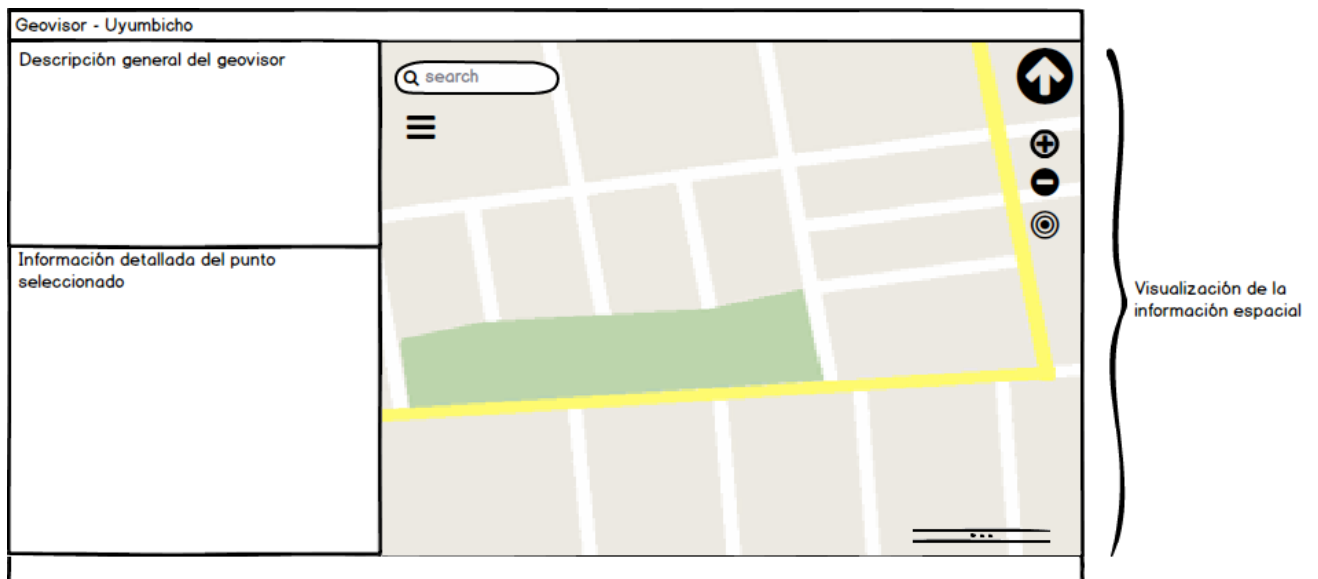 Geovisor - Uyumbicho
Descripción general del geovisor
search
Información detallada del punto
seleccionado
Visualización de la
información espacial
...